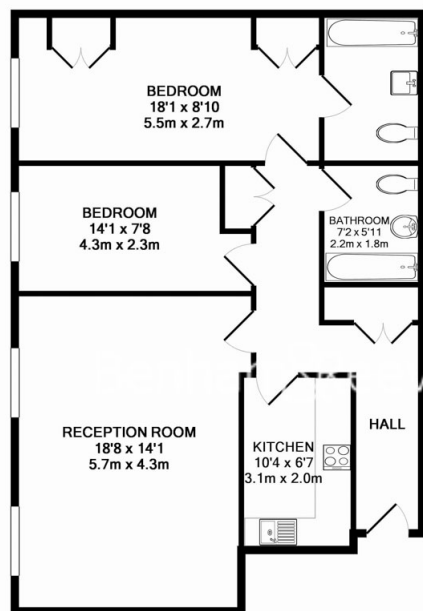 BEDROOM
18'1 x 8'10
5.5m x 2.7m
BEDROOM
14'1 x 7'8
4.3m x 2.3m
BATHROOM
7'2 x 5'11
2.2m x 1.8m
RECEPTION ROOM
18'8 x 14'1
5.7m x 4.3m
KITCHEN
10'4 x 6'7
3.1m x 2.0m
HALL